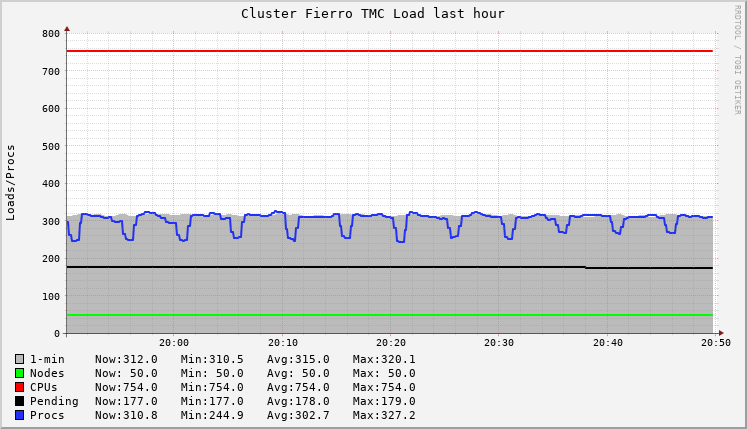 Cluster Fierro TMC Load last hour
RRDTOOL / TOBI OETIKER
Loads/Procs
800
700
600
500
400
300
200
100
0
20:00 20:10 20:20 20:30 20:40 20:50
1-min Now:312.0 Min:310.5 Avg:315.0 Max:320.1
Nodes Now: 50.0 Min: 50.0 Avg: 50.0 Max: 50.0
CPUs Now:754.0 Min:754.0 Avg:754.0 Max:754.0
Pending Now:177.0 Min:177.0 Avg:178.0 Max:179.0
Procs Now:310.8 Min:244.9 Avg:302.7 Max:327.2